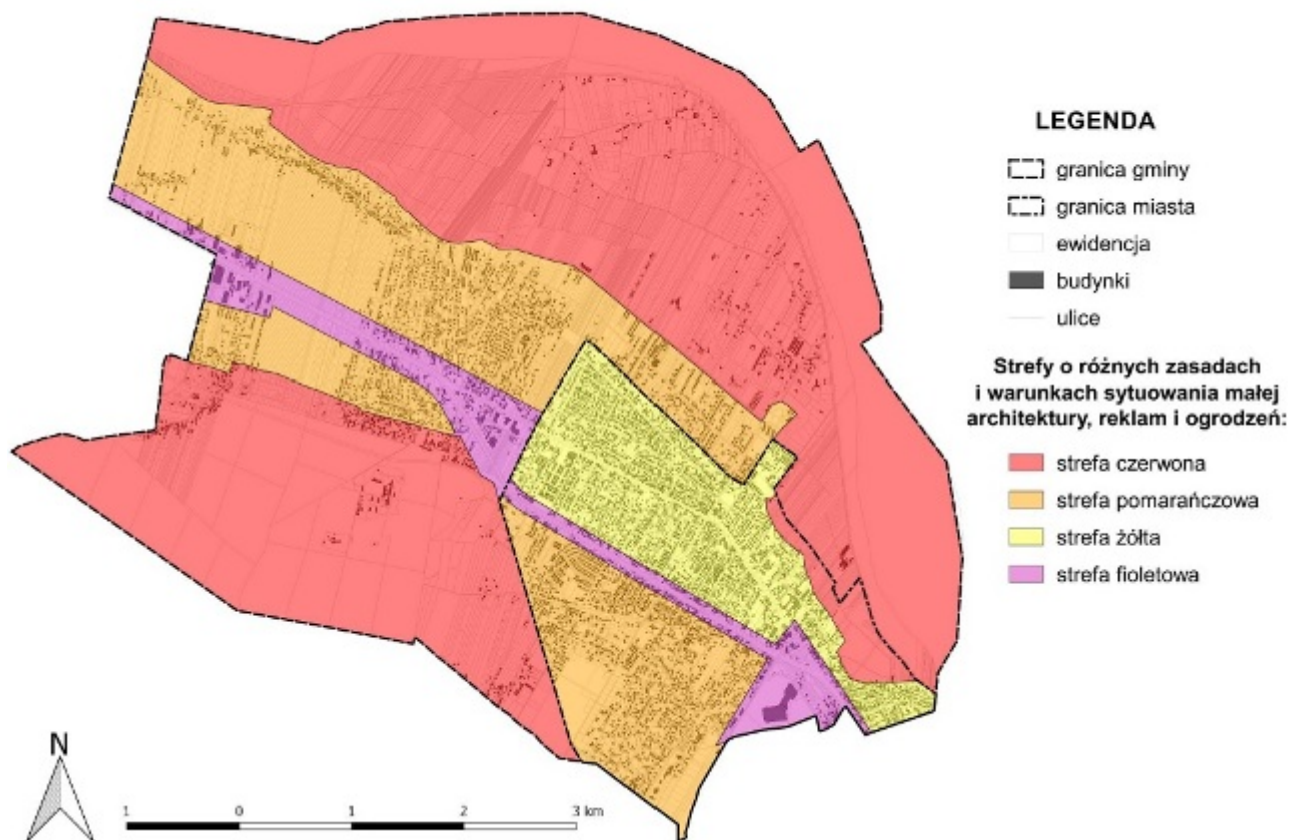 LEGENDA
granica gminy
granica miasta
ewidencja
budynki
ulice
Strefy o różnych zasadach
i warunkach sytuowania małej
architektury, reklam i ogrodzeń:
strefa czerwona
strefa pomarańczowa
strefa żółta
strefa fioletowa
N
1 0 1 2 3 km